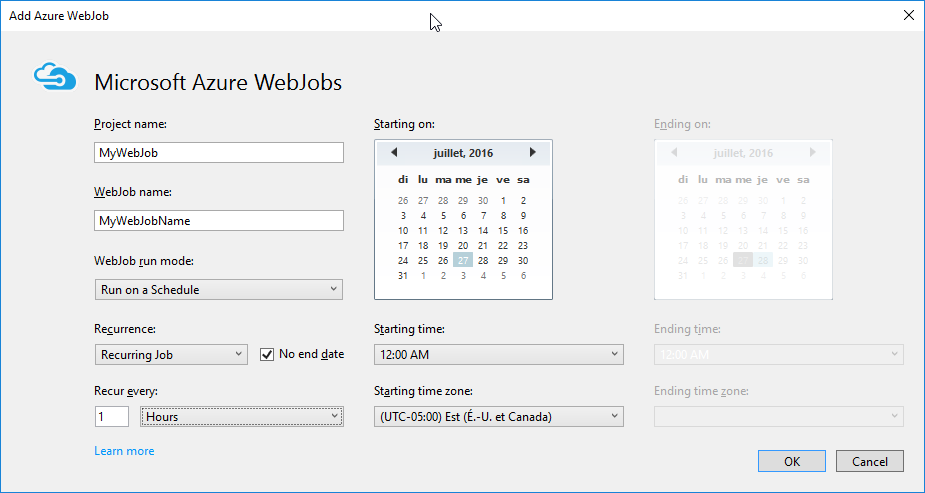 Add Azure WebJob
Microsoft Azure WebJobs
Project name:
MyWebJob
WebJob name:
MyWebJobName
WebJob run mode:
Run on a Schedule
Recurrence:
Recurring Job
No end date
Recur every:
1
Hours
Learn more
Starting on:
juillet, 2016
di lu ma me je ve sa
26 27 28 29 30 1 2
3 4 5 6 7 8 9
10 11 12 13 14 15 16
17 18 19 20 21 22 23
24 25 26 27 28 29 30
31 1 2 3 4 5 6
Starting time:
12:00 AM
Starting time zone:
(UTC-05:00) Est (É.-U. et Canada)
Ending on:
juillet, 2016
di lu ma me je ve sa
26 27 28 29 30 1 2
3 4 5 6 7 8 9
10 11 12 13 14 15 16
17 18 19 20 21 22 23
24 25 26 27 28 29 30
31 1 2 3 4 5 6
Ending time:
12:00 AM
Ending time zone:
OK
Cancel